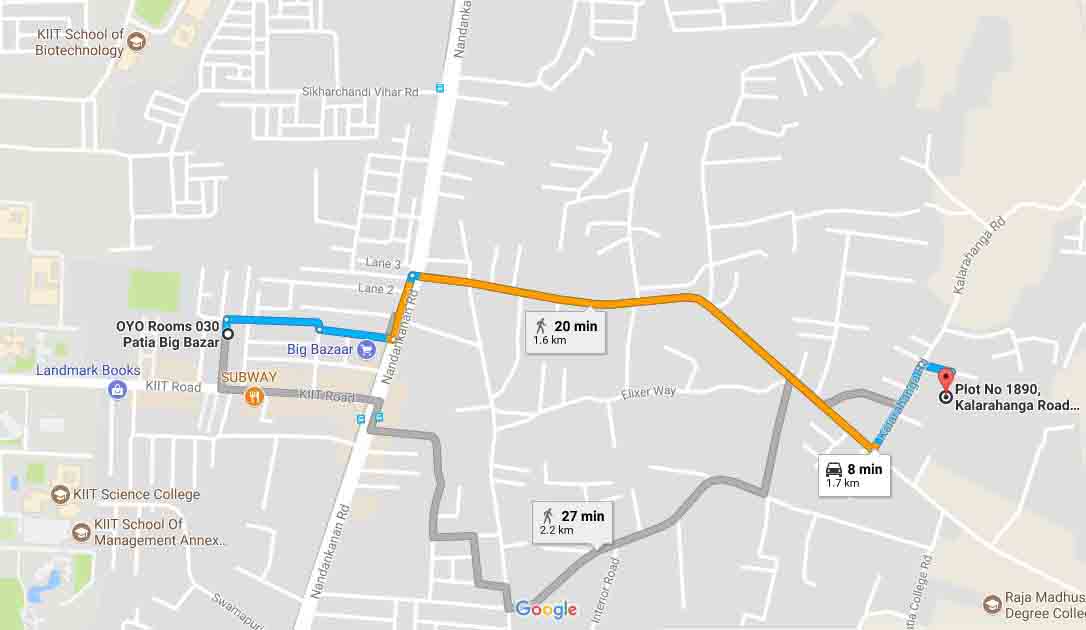 KIIT School of
Biotechnology
Nandanka
Sikharchandi Vihar Rd
Kalarahanga Rd
Lane 3
Lane 2
Nandankanan Rd
OYO Rooms 030
Patia Big Bazar
20 min
1.6 km
Big Bazaar
Landmark Books
SUBWAY
KIIT Road
KIIT Road
Elixer Way
Kalarahanga Rd
Plot No 1890,
Kalarahanga Road...
8 min
1.7 km
KIIT Science College
KIIT School Of
Management Annex...
27 min
2.2 km
Nandankanan Rd
Interior Road
Google
Swamapuri
tia College Rd
Raja Madhus
Degree Colle